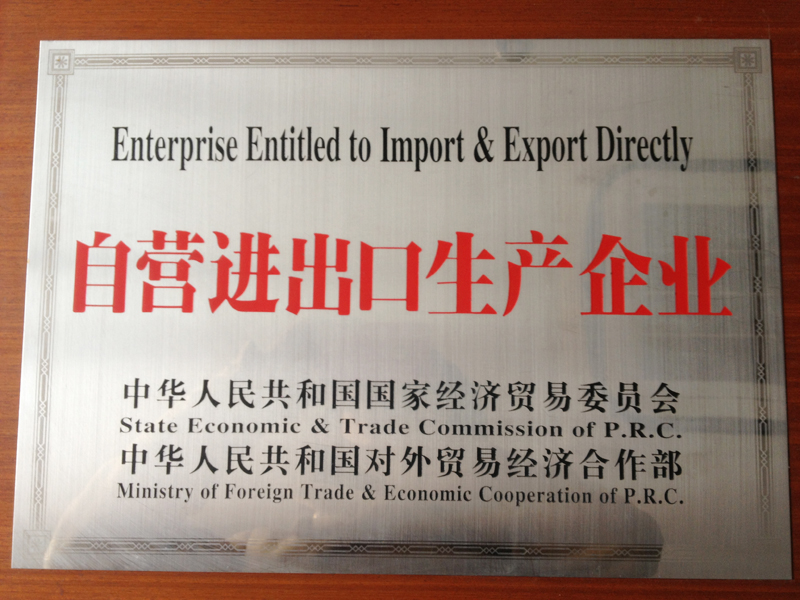 Enterprise Entitled to Import & Export Directly
自营进出口生产企业
中华人民共和国国家经济贸易委员会
State Economic & Trade Commission of P.R.C.
中华人民共和国对外贸易经济合作部
Ministry of Foreign Trade & Economic Cooperation of P.R.C.